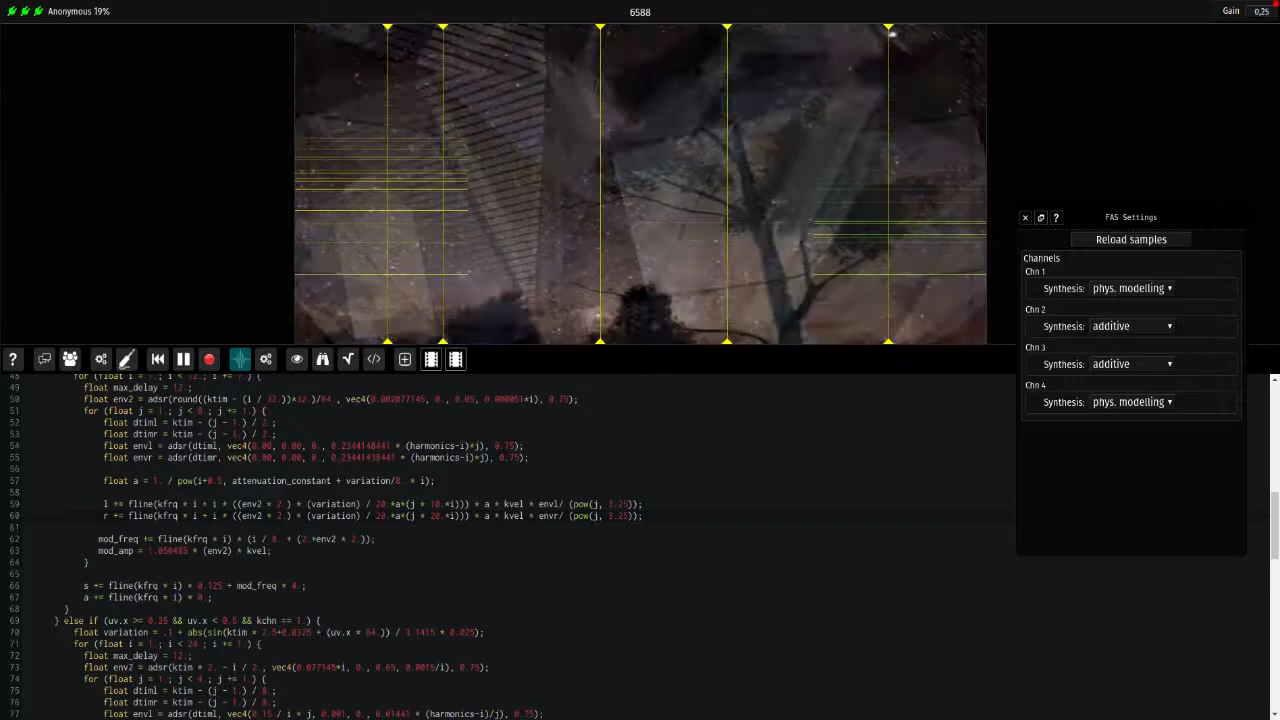 Anonymous 19%
6588
Gain 0,25
FAS Settings
Reload samples
Channels
Chn 1
Synthesis: phys. modelling
Chn 2
Synthesis: additive
Chn 3
Synthesis: additive
Chn 4
Synthesis: phys. modelling
48 for (float i = 1.; i < 12.; i += 1.) {
49 float max_delay = 12.;
50 float env2 = adsr(round((ktim - (i / 32.))*32.)/64., vec4(0.002077145, 0., 0.05, 0.000051*i), 0.75);
51 for (float j = 1.; j < 8.; j += 1.) {
52 float dtiml = ktim - (j - 1.) / 2.;
53 float dtimr = ktim - (j - 1.) / 2.;
54 float envl = adsr(dtiml, vec4(0.00, 0.00, 0., 0.2344148441 * (harmonics-i)*j), 0.75);
55 float envr = adsr(dtimr, vec4(0.00, 0.00, 0., 0.23441438441 * (harmonics-i)*j), 0.75);
56
57 float a = 1. / pow(i+0.5, attenuation_constant + variation/8. * i);
58
59 l += fline(kfrq * i + i * ((env2 * 2.) * (variation) / 20.*a*(j * 10.*i))) * a * kvel * envl/ (pow(j, 3.25));
60 r += fline(kfrq * i + i * ((env2 * 2.) * (variation) / 20.*a*(j * 20.*i))) * a * kvel * envr/ (pow(j, 3.25));
61
62 mod_freq += fline(kfrq * i) * (i / 8. + (2.+env2 * 2.));
63 mod_amp = 1.050485 * (env2) * kvel;
64 }
65
66 s += fline(kfrq * i) * 0.125 + mod_freq * 4.;
67 a += fline(kfrq * i) * 0.;
68 }
69 } else if (uv.x >= 0.25 && uv.x < 0.5 && kchn == 1.) {
70 float variation = .1 + abs(sin(ktim * 2.5+0.0325 + (uv.x * 64.)) / 3.1415 * 0.025);
71 for (float i = 1.; i < 24.; i += 1.) {
72 float max_delay = 12.;
73 float env2 = adsr(ktim * 2. - i / 2., vec4(0.077145*i, 0., 0.65, 0.0015/i), 0.75);
74 for (float j = 1.; j < 4.; j += 1.) {
75 float dtiml = ktim - (j - 1.) / 8.;
76 float dtimr = ktim - (j - 1.) / 8.;
77 float envl = adsr(dtiml, vec4(0.15 / i * j, 0.001, 0., 0.01441 * (harmonics-i)/j), 0.75);